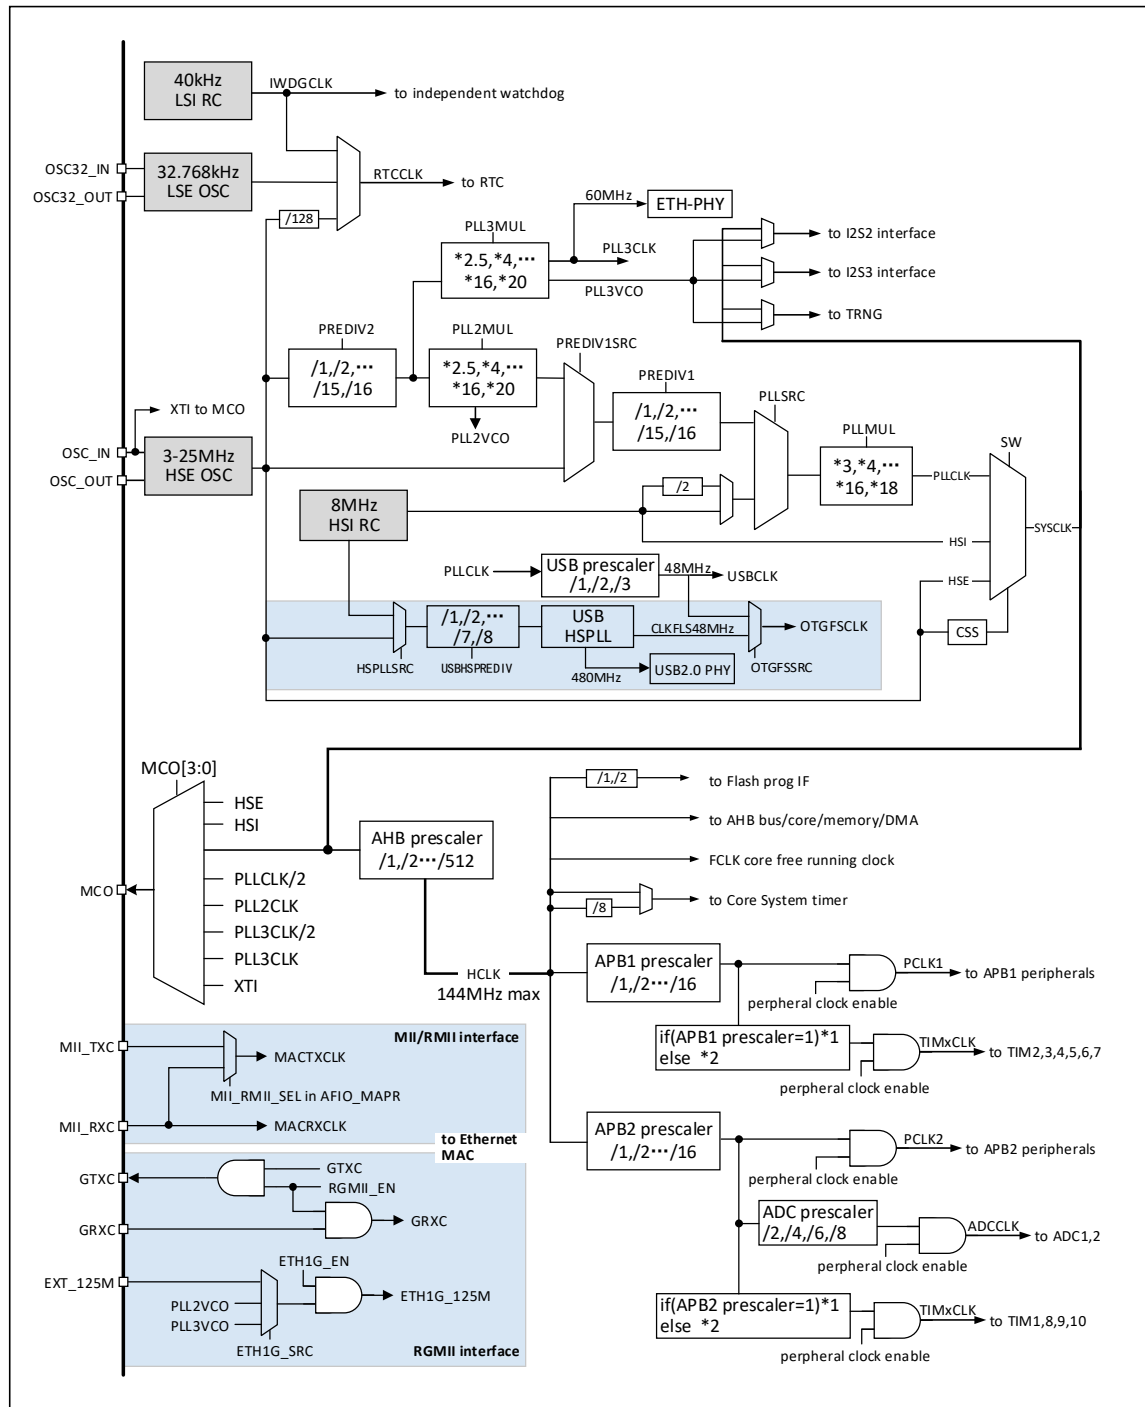 40kHz
LSI RC
IWDGCLK
to independent watchdog
OSC32_IN
OSC32_OUT
32.768kHz
LSE OSC
RTCCLK
to RTC
/128
60MHz
ETH-PHY
PLL3MUL
*2.5,*4,···
*16,*20
PLL3CLK
PLL3VCO
to I2S2 interface
to I2S3 interface
to TRNG
PREDIV2
/1,/2,···
/15,/16
PLL2MUL
*2.5,*4,···
*16,*20
PLL2VCO
PREDIV1SRC
PREDIV1
/1,/2,···
/15,/16
PLLSRC
PLLMUL
*3,*4,···
*16,*18
PLLCLK
SW
SYSCLK
XTI to MCO
OSC_IN
OSC_OUT
3-25MHz
HSE OSC
8MHz
HSI RC
/2
HSI
HSE
CSS
PLLCLK
USB prescaler
/1,/2,/3
48MHz
USBCLK
HSPLLSRC
/1,/2,···
/7,/8
USBHSPREDIV
USB
HSPLL
CLKFLS48MHz
480MHz
USB2.0 PHY
OTGFSSRC
OTGFSCLK
MCO[3:0]
HSE
HSI
PLLCLK/2
PLL2CLK
PLL3CLK/2
PLL3CLK
XTI
MCO
AHB prescaler
/1,/2···/512
HCLK
144MHz max
/1,/2
to Flash prog IF
to AHB bus/core/memory/DMA
FCLK core free running clock
/8
to Core System timer
APB1 prescaler
/1,/2···/16
PCLK1
to APB1 peripherals
perpheral clock enable
if(APB1 prescaler=1)*1
else *2
TIMxCLK
to TIM2,3,4,5,6,7
perpheral clock enable
APB2 prescaler
/1,/2···/16
PCLK2
to APB2 peripherals
perpheral clock enable
ADC prescaler
/2,/4,/6,/8
ADCCLK
to ADC1,2
perpheral clock enable
if(APB2 prescaler=1)*1
else *2
TIMxCLK
to TIM1,8,9,10
perpheral clock enable
MII/RMII interface
MII_TXC
MACTXCLK
MII_RMII_SEL in AFIO_MAPR
MII_RXC
MACRXCLK
to Ethernet
MAC
GTXC
GTXC
RGMII_EN
GRXC
GRXC
EXT_125M
ETH1G_EN
ETH1G_125M
PLL2VCO
PLL3VCO
ETH1G_SRC
RGMII interface